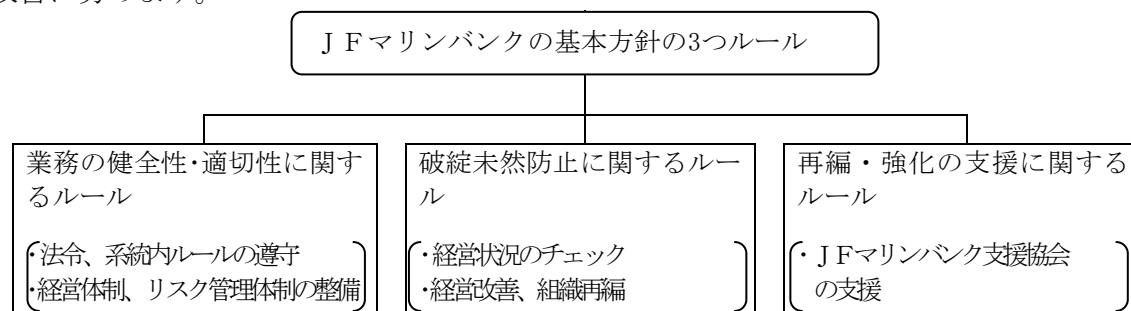 ＪＦマリンバンクの基本方針の3つルール
業務の健全性・適切性に関す
るルール
・法令、系統内ルールの遵守
・経営体制、リスク管理体制の整備
破綻未然防止に関するルー
ル
・経営状況のチェック
・経営改善、組織再編
再編・強化の支援に関する
ルール
・ＪＦマリンバンク支援協会
の支援